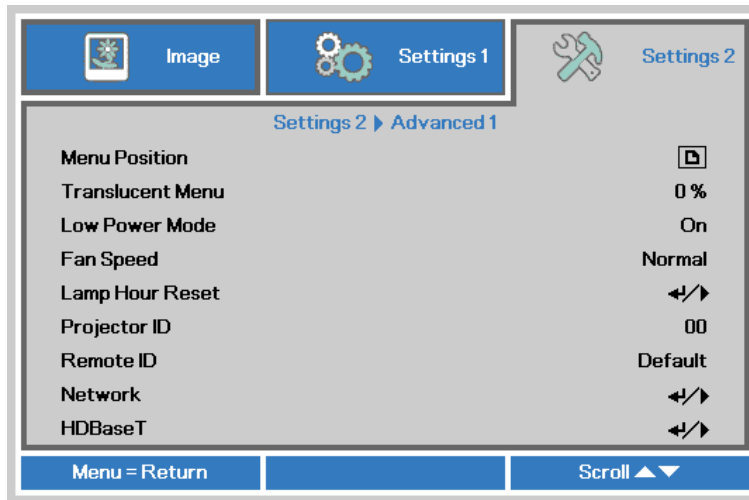 Image
Settings 1
Settings 2
Settings 2 Advanced 1
Menu Position
Translucent Menu 0 %
Low Power Mode On
Fan Speed Normal
Lamp Hour Reset
Projector ID 00
Remote ID Default
Network
HDBaseT
Menu = Return
Scroll